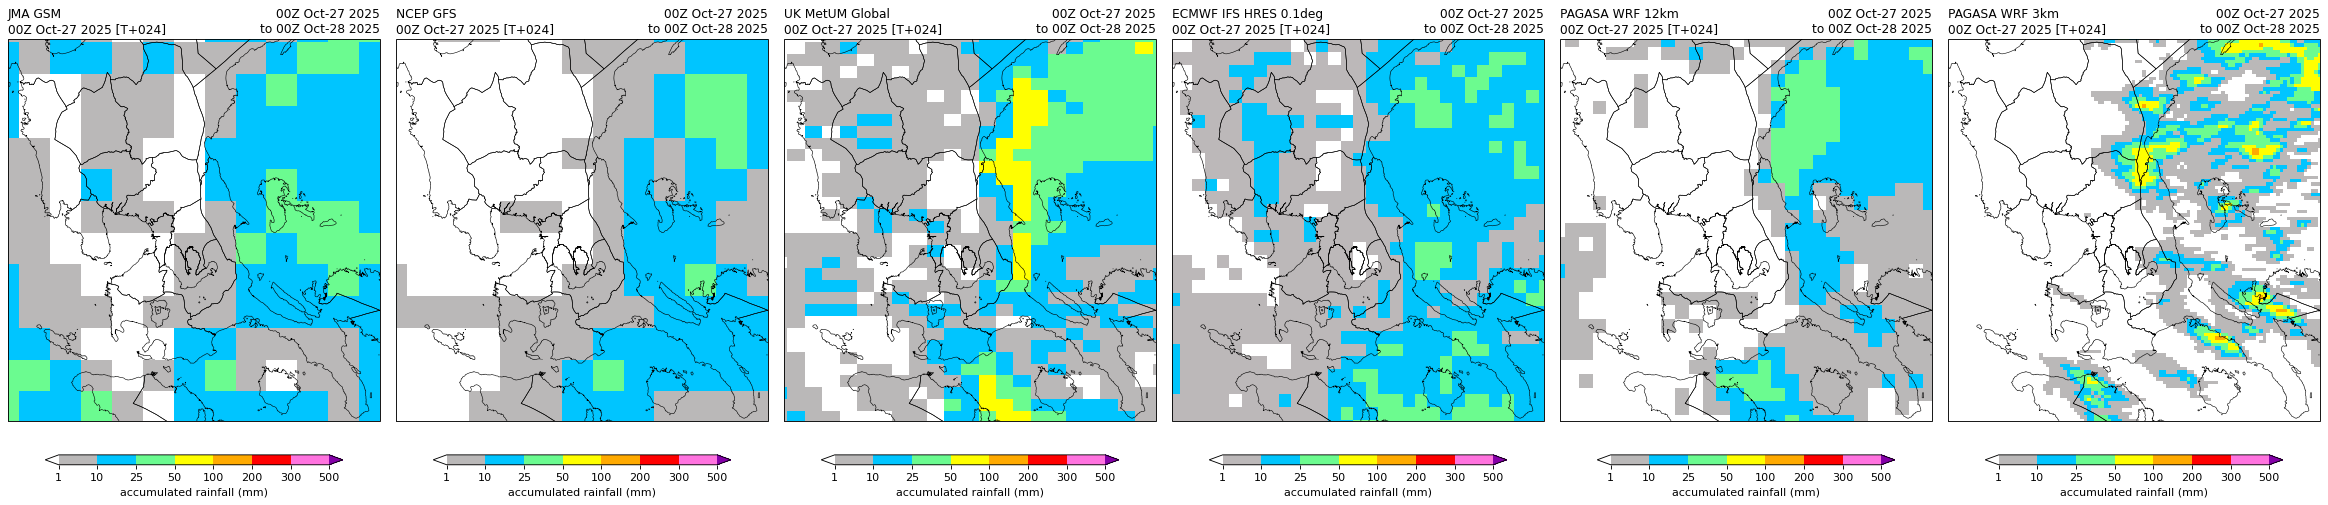 JMA GSM
00Z Oct-27 2025 [T+024]
00Z Oct-27 2025
to 00Z Oct-28 2025
1 10 25 50 100 200 300 500
accumulated rainfall (mm)
NCEP GFS
00Z Oct-27 2025 [T+024]
00Z Oct-27 2025
to 00Z Oct-28 2025
1 10 25 50 100 200 300 500
accumulated rainfall (mm)
UK MetUM Global
00Z Oct-27 2025 [T+024]
00Z Oct-27 2025
to 00Z Oct-28 2025
1 10 25 50 100 200 300 500
accumulated rainfall (mm)
ECMWF IFS HRES 0.1deg
00Z Oct-27 2025 [T+024]
00Z Oct-27 2025
to 00Z Oct-28 2025
1 10 25 50 100 200 300 500
accumulated rainfall (mm)
PAGASA WRF 12km
00Z Oct-27 2025 [T+024]
00Z Oct-27 2025
to 00Z Oct-28 2025
1 10 25 50 100 200 300 500
accumulated rainfall (mm)
PAGASA WRF 3km
00Z Oct-27 2025 [T+024]
00Z Oct-27 2025
to 00Z Oct-28 2025
1 10 25 50 100 200 300 500
accumulated rainfall (mm)